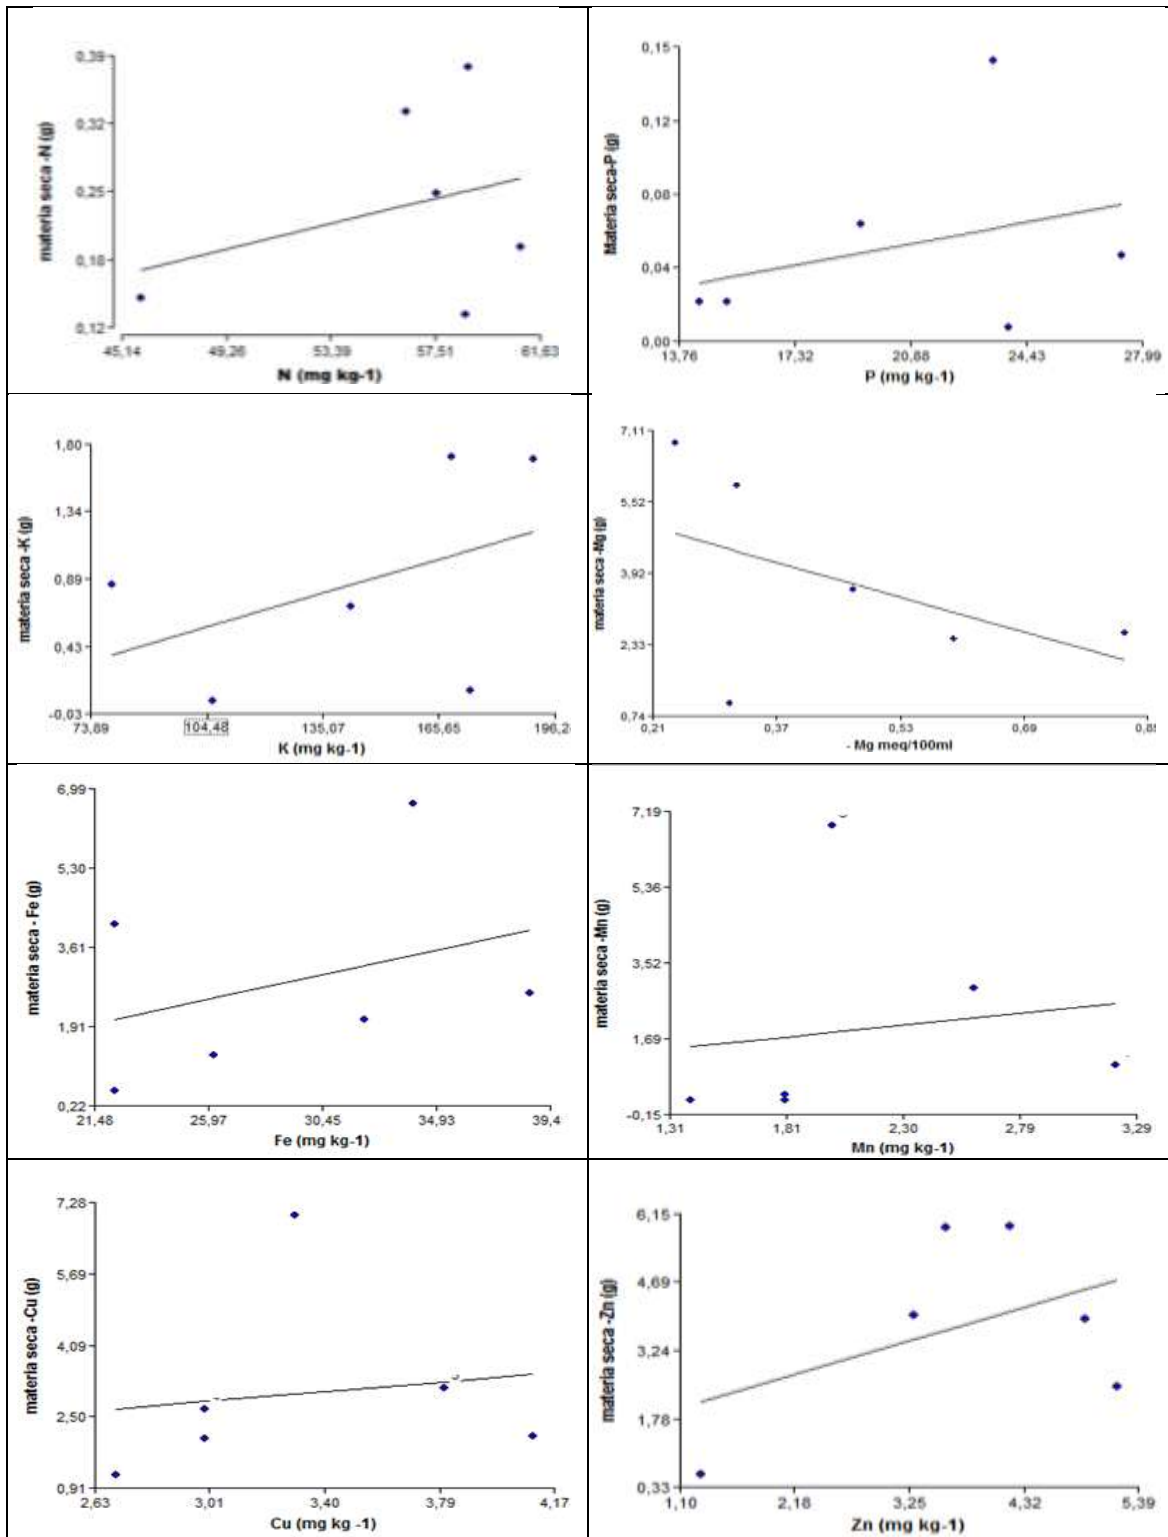 0,39
0,32
0,25
0,18
0,12
materia seca -N (g)
45,14 49,26 53,39 57,51 61,63
N (mg kg-1)
0,15
0,12
0,08
0,04
0,00
Materia seca-P (g)
13,76 17,32 20,88 24,43 27,99
P (mg kg-1)
1,80
1,34
0,89
0,43
-0,03
materia seca -K (g)
73,89 104,48 135,07 165,65 196,2
K (mg kg-1)
7,11
5,52
3,92
2,33
0,74
materia seca -Mg (g)
0,21 0,37 0,53 0,69 0,85
- Mg meq/100ml
6,99
5,30
3,61
1,91
0,22
materia seca - Fe (g)
21,48 25,97 30,45 34,93 39,4
Fe (mg kg-1)
7,19
5,36
3,52
1,69
-0,15
materia seca -Mn (g)
1,31 1,81 2,30 2,79 3,29
Mn (mg kg-1)
7,28
5,69
4,09
2,50
0,91
materia seca -Cu (g)
2,63 3,01 3,40 3,79 4,17
Cu (mg kg -1)
6,15
4,69
3,24
1,78
0,33
materia seca -Zn (g)
1,10 2,18 3,25 4,32 5,39
Zn (mg kg-1)